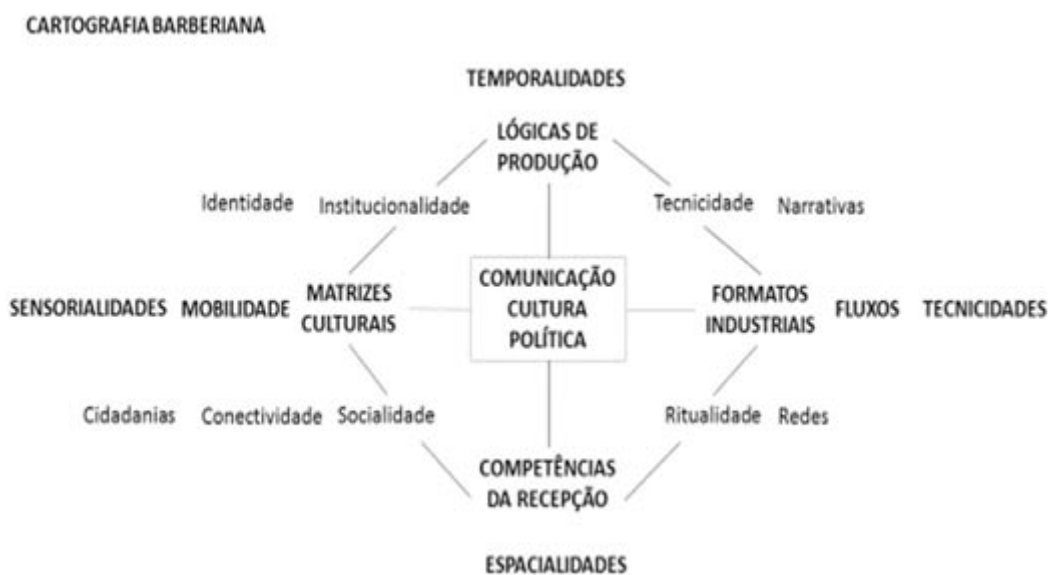 CARTOGRAFIA BARBERIANA
TEMPORALIDADES
LÓGICAS DE
PRODUÇÃO
Identidade Institucionalidade Tecnicidade Narrativas
SENSORIALIDADES MOBILIDADE MATRIZES
CULTURAIS
COMUNICAÇÃO
CULTURA
POLÍTICA
FORMATOS
INDUSTRIAIS
FLUXOS TECNICIDADES
Cidadanias Conectividade Socialidade Ritualidade Redes
COMPETÊNCIAS
DA RECEPÇÃO
ESPACIALIDADES